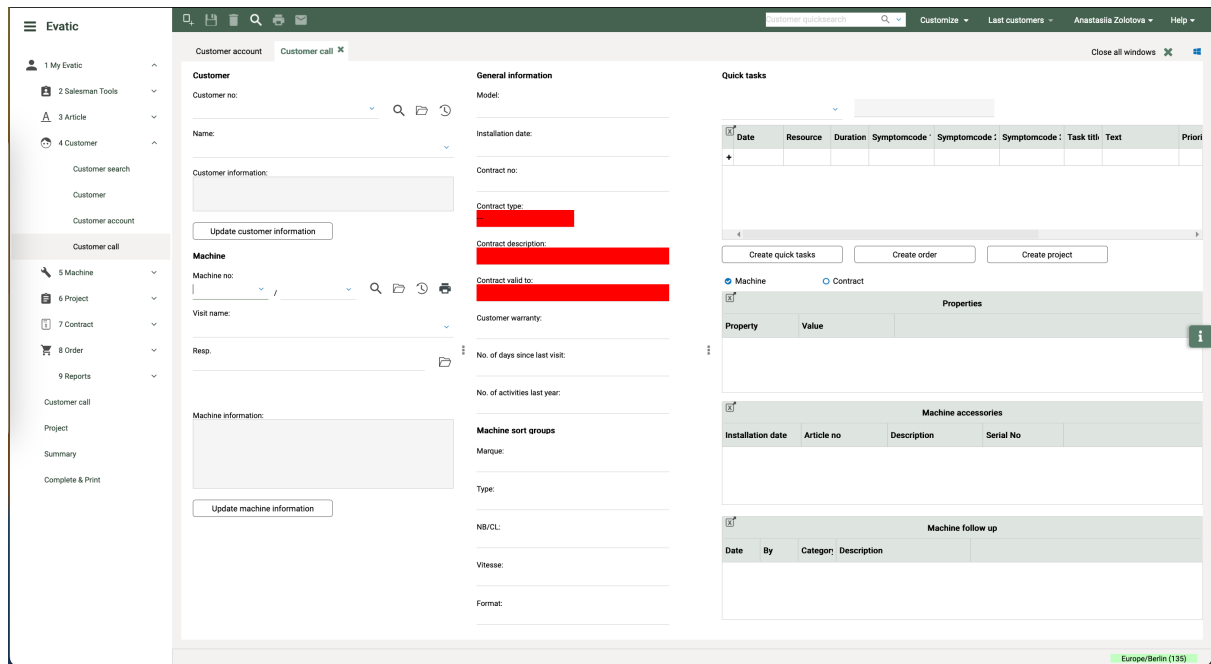 Evatic
Customer quicksearch
Customize
Last customers
Anastasiia Zolotova
Help
Customer account
Customer call
Close all windows
1 My Evatic
2 Salesman Tools
3 Article
4 Customer
Customer search
Customer
Customer account
Customer call
5 Machine
6 Project
7 Contract
8 Order
9 Reports
Customer call
Project
Summary
Complete & Print
Customer
Customer no:
Name:
Customer information:
Update customer information
Machine
Machine no:
/
Visit name:
Resp.
Machine information:
Update machine information
General information
Model:
Installation date:
Contract no:
Contract type:
Contract description:
Contract valid to:
Customer warranty:
No. of days since last visit:
No. of activities last year:
Machine sort groups
Marque:
Type:
NB/CL:
Vitesse:
Format:
Quick tasks
Date Resource Duration Symptomcode Symptomcode Symptomcode Task title Text Priori
Create quick tasks
Create order
Create project
Machine
Contract
Properties
Property Value
Machine accessories
Installation date Article no Description Serial No
Machine follow up
Date By Category Description
Europe/Berlin (135)